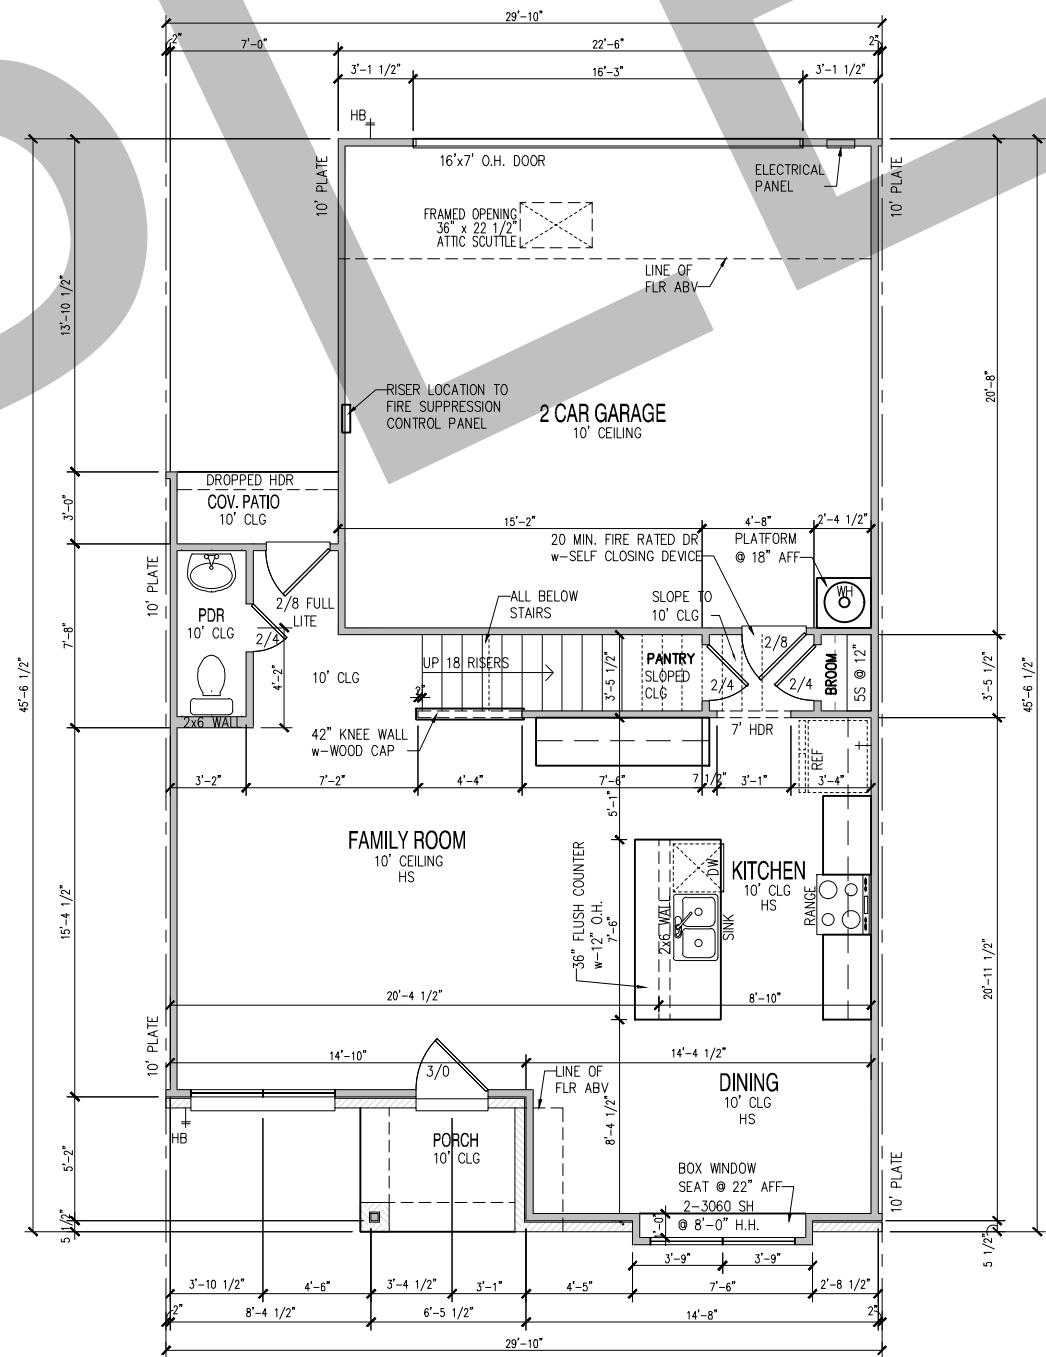 29'-10"
2"
7'-0"
22'-6"
2"
3'-1 1/2"
16'-3"
3'-1 1/2"
HB
16'x7' O.H. DOOR
ELECTRICAL
PANEL
10' PLATE
10' PLATE
FRAMED OPENING
36" x 22 1/2"
ATTIC SCUTTLE
LINE OF
FLR ABV
13'-10 1/2"
20'-8"
RISER LOCATION TO
FIRE SUPPRESSION
CONTROL PANEL
2 CAR GARAGE
10' CEILING
DROPPED HDR
COV. PATIO
10' CLG
3'-0"
15'-2"
4'-8"
2'-4 1/2"
20 MIN. FIRE RATED DR
w-SELF CLOSING DEVICE
PLATFORM
@ 18" AFF
WH
10' PLATE
2/8 FULL
LITE
ALL BELOW
STAIRS
SLOPE TO
10' CLG
PDR
10' CLG
2/4
7'-8"
4'-2"
10' CLG
UP 18 RISERS
2"
3'-5 1/2"
PANTRY
SLOPED
CLG
2/4
2/8
2/4
BROOM
5S @ 12"
3'-5 1/2"
45'-6 1/2"
45'-6 1/2"
2x6 WALL
42" KNEE WALL
w-WOOD CAP
7' HDR
REF
3'-2"
7'-2"
4'-4"
7'-6"
7 1/2"
3'-1"
3'-4"
5'-1"
FAMILY ROOM
10' CEILING
HS
36" FLUSH COUNTER
w-12" O.H.
7'-6"
2x6 WALL
DW
SINK
KITCHEN
10' CLG
HS
RANGE
15'-4 1/2"
20'-11 1/2"
20'-4 1/2"
8'-10"
10' PLATE
14'-10"
14'-4 1/2"
3/0
LINE OF
FLR ABV
DINING
10' CLG
HS
8'-4 1/2"
HB
PORCH
10' CLG
5'-2"
5 1/2"
BOX WINDOW
SEAT @ 22" AFF
2-3060 SH
@ 8'-0" H.H.
1'-0"
10' PLATE
5 1/2"
3'-9"
3'-9"
3'-10 1/2"
4'-6"
3'-4 1/2"
3'-1"
4'-5"
7'-6"
2'-8 1/2"
2"
8'-4 1/2"
6'-5 1/2"
14'-8"
2"
29'-10"